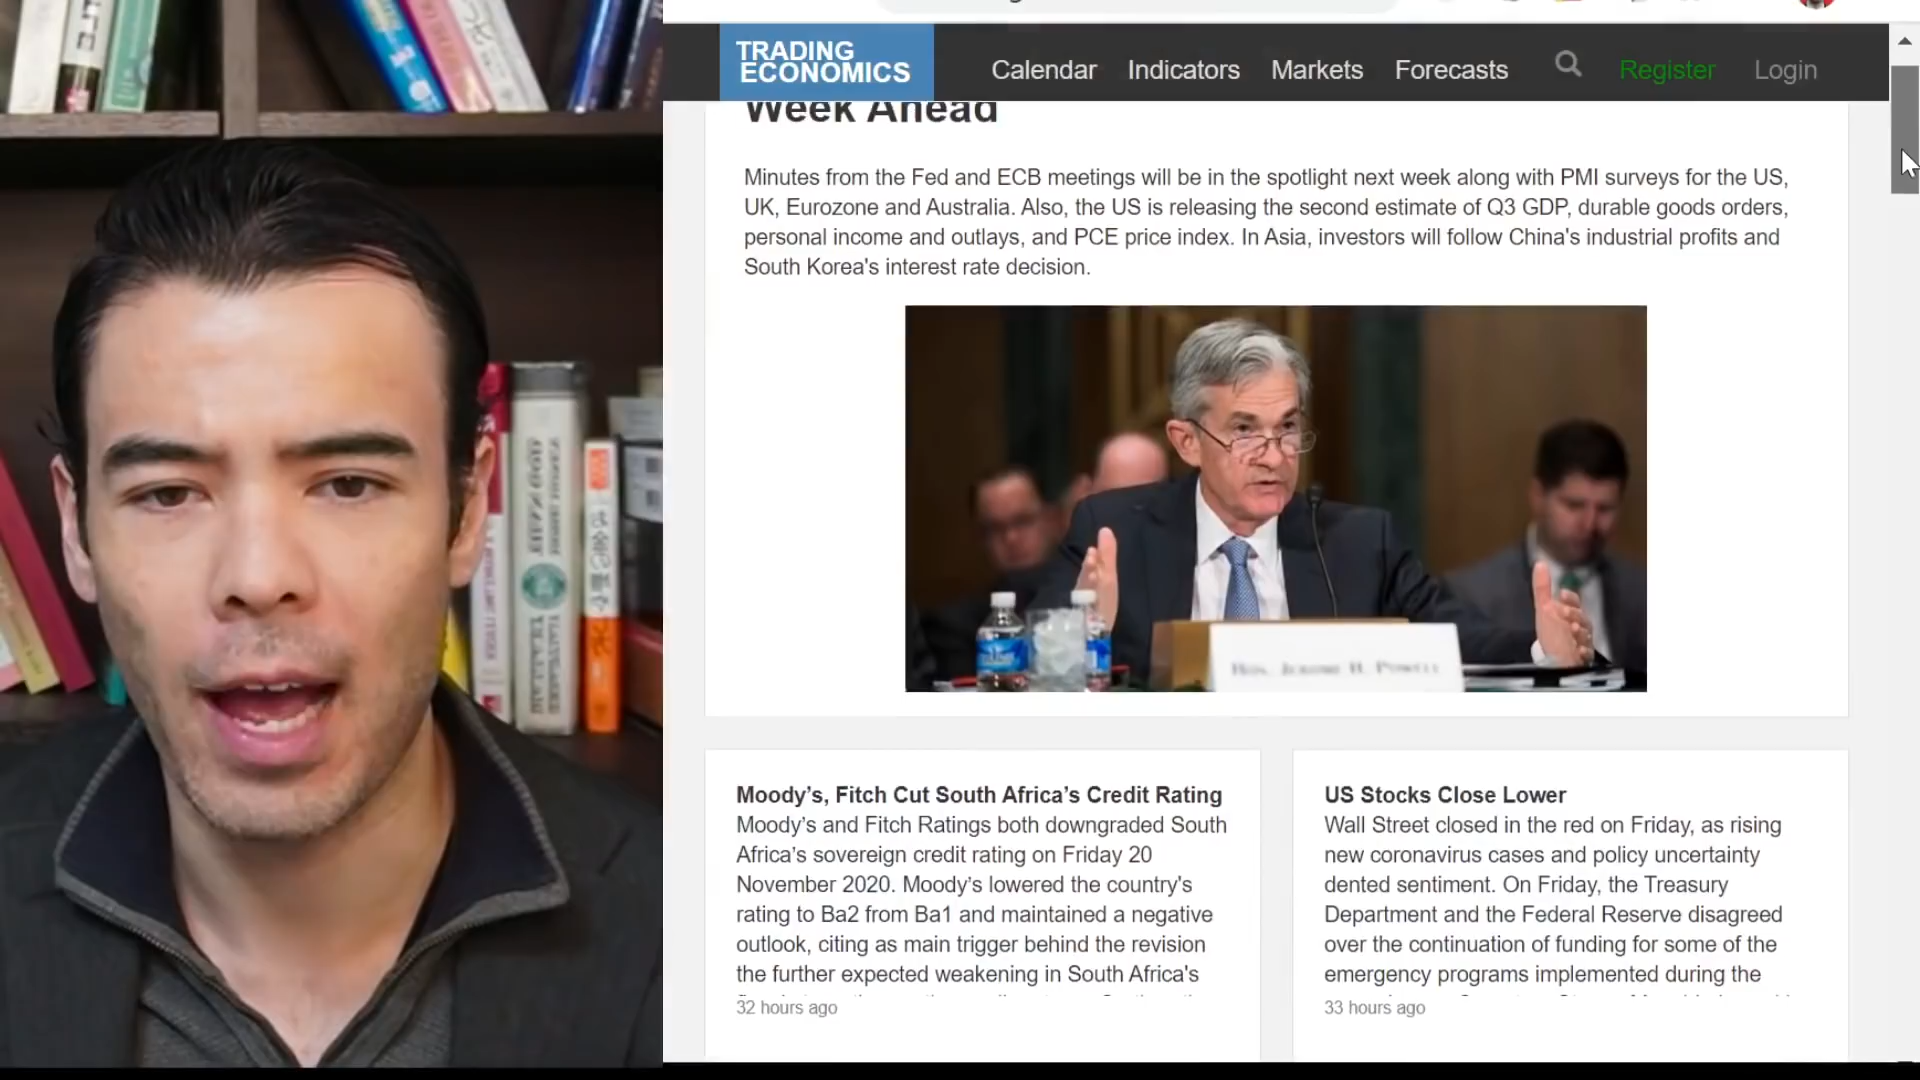 TRADING
ECONOMICS
Calendar
Indicators
Markets
Forecasts
Register
Login
Week Ahead
Minutes from the Fed and ECB meetings will be in the spotlight next week along with PMI surveys for the US,
UK, Eurozone and Australia. Also, the US is releasing the second estimate of Q3 GDP, durable goods orders,
personal income and outlays, and PCE price index. In Asia, investors will follow China's industrial profits and
South Korea's interest rate decision.
Hon. Jerome H. Powell
Moody's, Fitch Cut South Africa's Credit Rating
Moody's and Fitch Ratings both downgraded South
Africa's sovereign credit rating on Friday 20
November 2020. Moody's lowered the country's
rating to Ba2 from Ba1 and maintained a negative
outlook, citing as main trigger behind the revision
the further expected weakening in South Africa's
32 hours ago
US Stocks Close Lower
Wall Street closed in the red on Friday, as rising
new coronavirus cases and policy uncertainty
dented sentiment. On Friday, the Treasury
Department and the Federal Reserve disagreed
over the continuation of funding for some of the
emergency programs implemented during the
33 hours ago